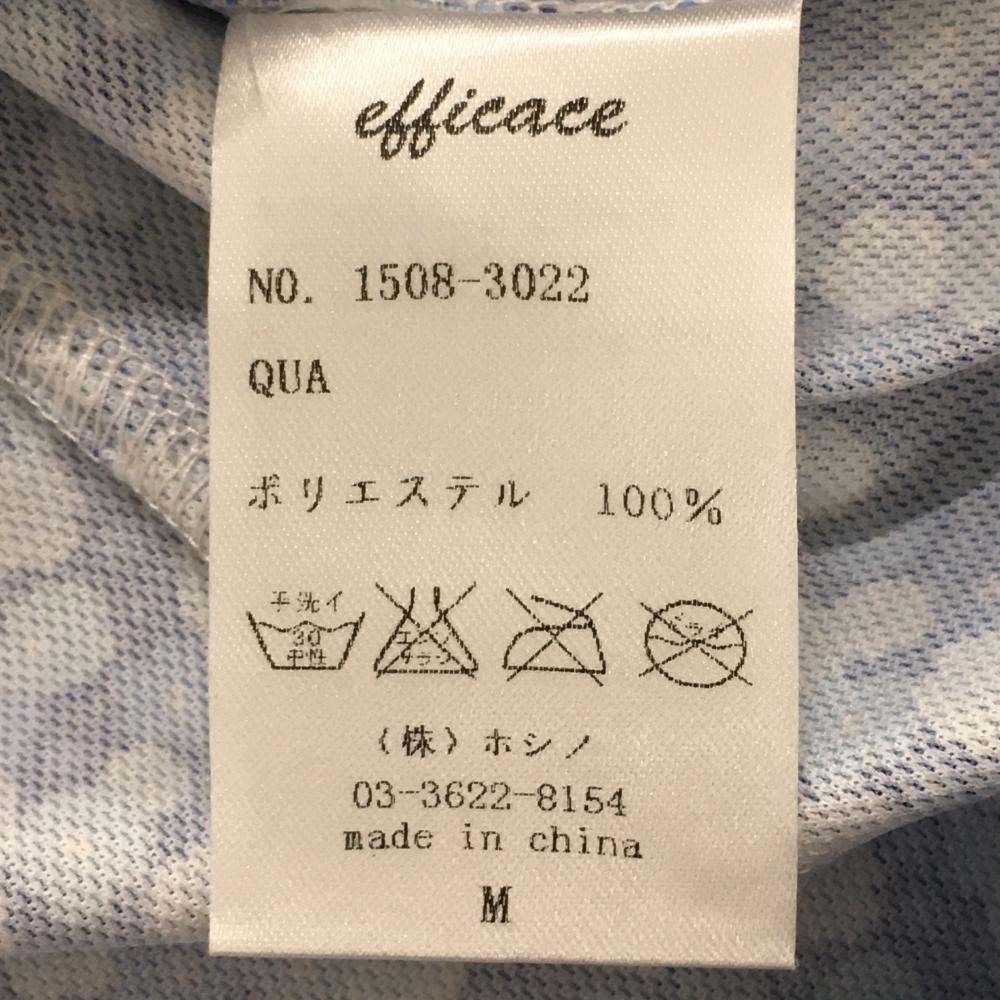 efficace
NO. 1508-3022
QUA
ポリエステル 100%
手洗イ
30
中性
エンソ
サラシ
ドライ
(株)ホシノ
03-3622-8154
made in china
M